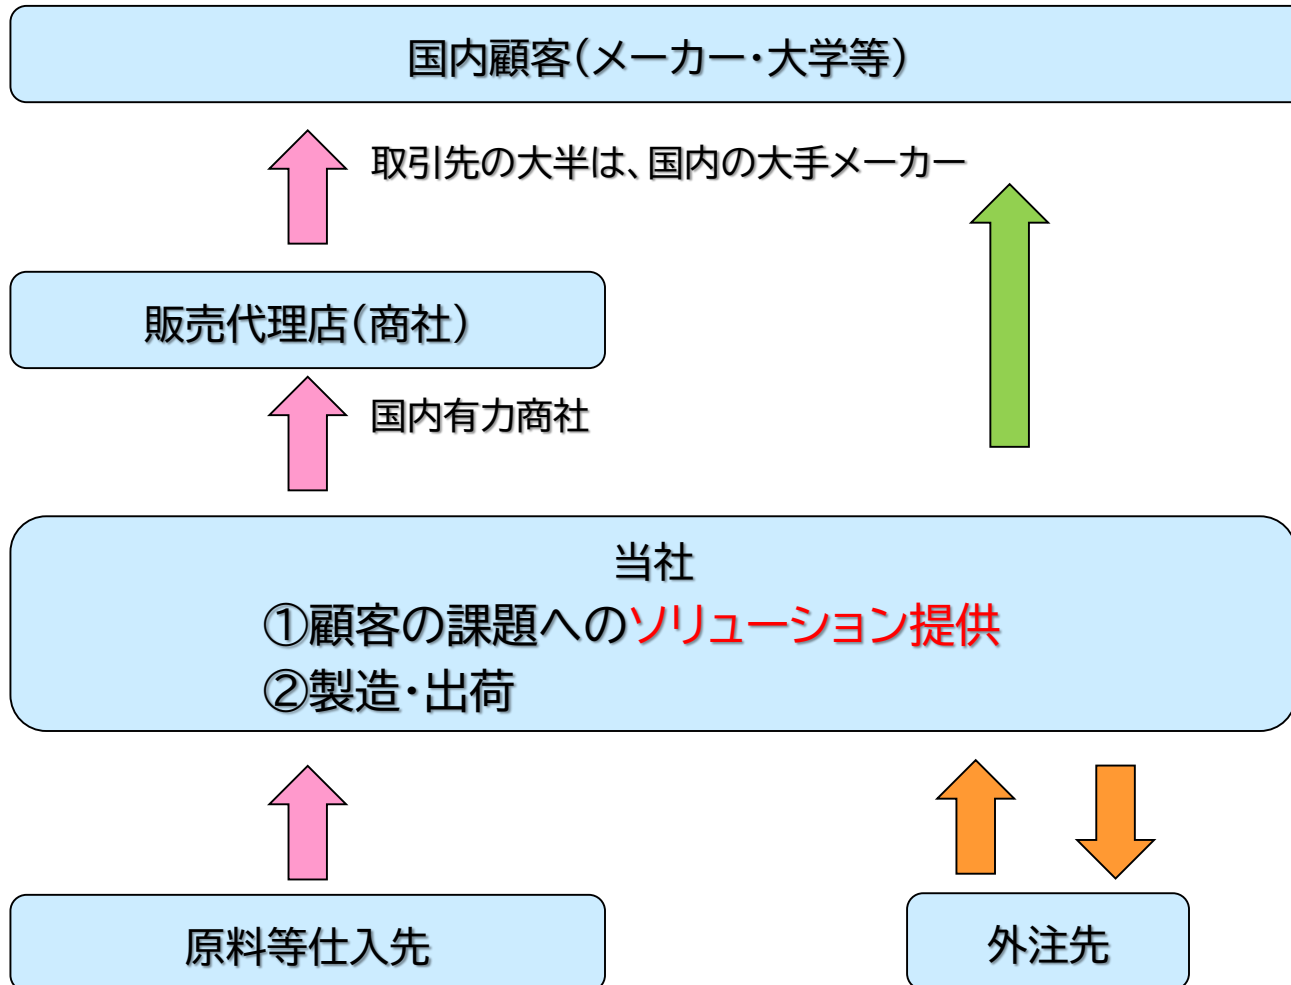 国内顧客（メーカー・大学等）
取引先の大半は、国内の大手メーカー
販売代理店（商社）
国内有力商社
当社
①顧客の課題へのソリューション提供
②製造・出荷
原料等仕入先
外注先